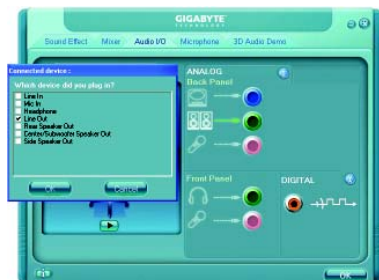 GIGABYTE
Sound Effect Mixer Audio I/O Microphone 3D Audio Demo
Connected device :
Which device did you plug in?
Line In
Mic In
Headphone
Line Out
Rear Speaker Out
Center/Subwoofer Speaker Out
Side Speaker Out
OK Cancel
ANALOG
Back Panel
Front Panel
DIGITAL
OK